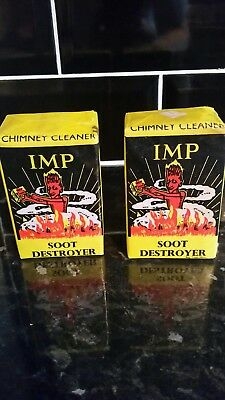 CHIMNEY CLEANER
IMP
SOOT
DESTROYER
CHIMNEY CLEANER
IMP
SOOT
DESTROYER